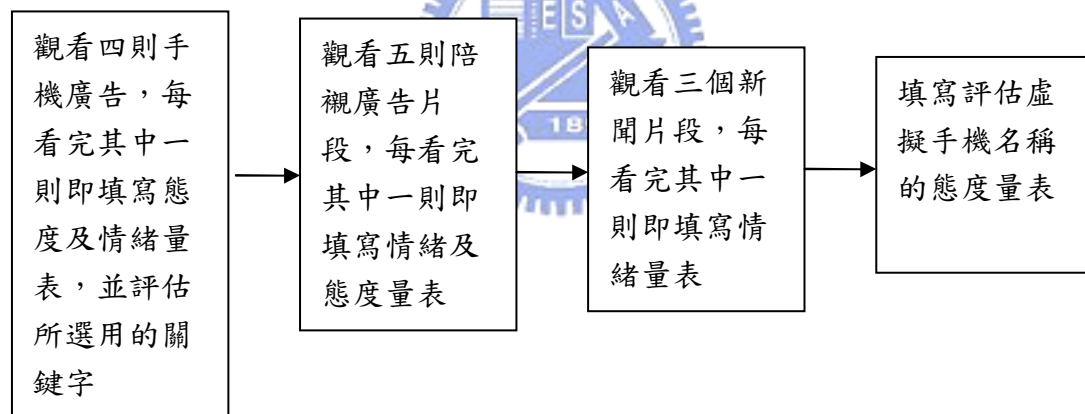 觀看四則手
機廣告，每
看完其中一
則即填寫態
度及情緒量
表，並評估
所選用的關
鍵字
觀看五則陪
襯廣告片
段，每看完
其中一則即
填寫情緒及
態度量表
觀看三個新
聞片段，每
看完其中一
則即填寫情
緒量表
填寫評估虛
擬手機名稱
的態度量表
ES
A
18